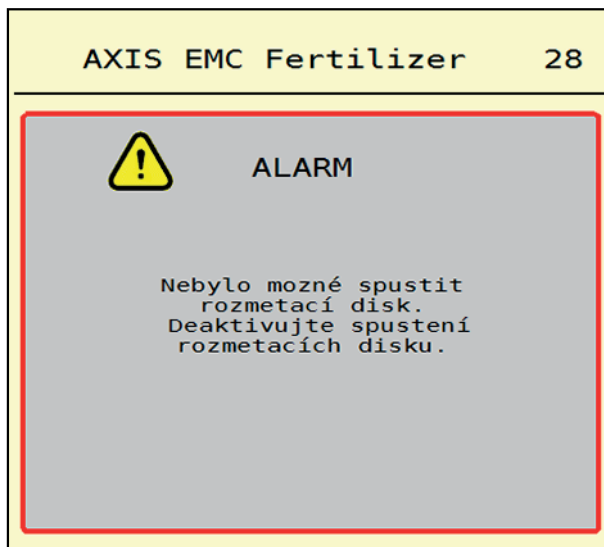 AXIS EMC Fertilizer 28
ALARM
Nebylo mozné spustit
rozmetací disk.
Deaktivujte spustení
rozmetacích disku.